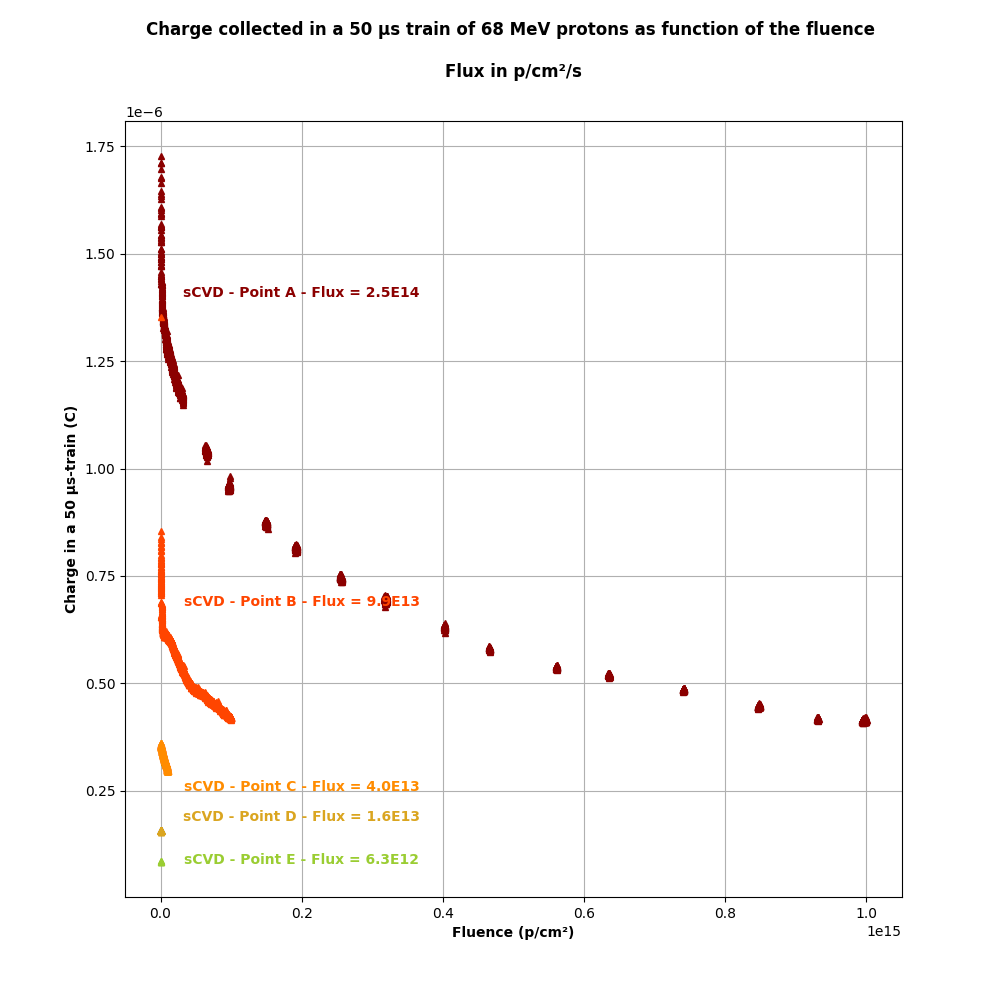 Charge collected in a 50 µs train of 68 MeV protons as function of the fluence
Flux in p/cm²/s
1e−6
1.75
1.50
1.25
1.00
0.75
0.50
0.25
Charge in a 50 µs-train (C)
sCVD - Point A - Flux = 2.5E14
sCVD - Point B - Flux = 9.9E13
sCVD - Point C - Flux = 4.0E13
sCVD - Point D - Flux = 1.6E13
sCVD - Point E - Flux = 6.3E12
0.0 0.2 0.4 0.6 0.8 1.0
1e15
Fluence (p/cm²)